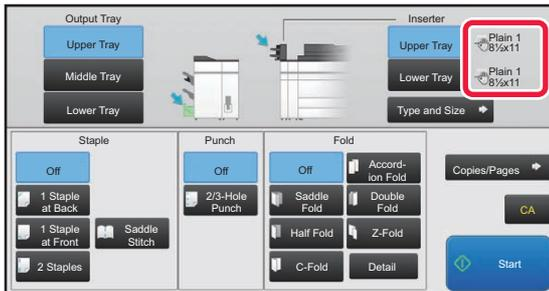 Output Tray
Upper Tray
Middle Tray
Lower Tray
Inserter
Upper Tray
Plain 1
8½x11
Lower Tray
Plain 1
8½x11
Type and Size
Staple
Off
1 Staple
at Back
1 Staple
at Front
Saddle
Stitch
2 Staples
Punch
Off
2/3-Hole
Punch
Fold
Off
Accord-
ion Fold
Saddle
Fold
Double
Fold
Half Fold
Z-Fold
C-Fold
Detail
Copies/Pages
CA
Start